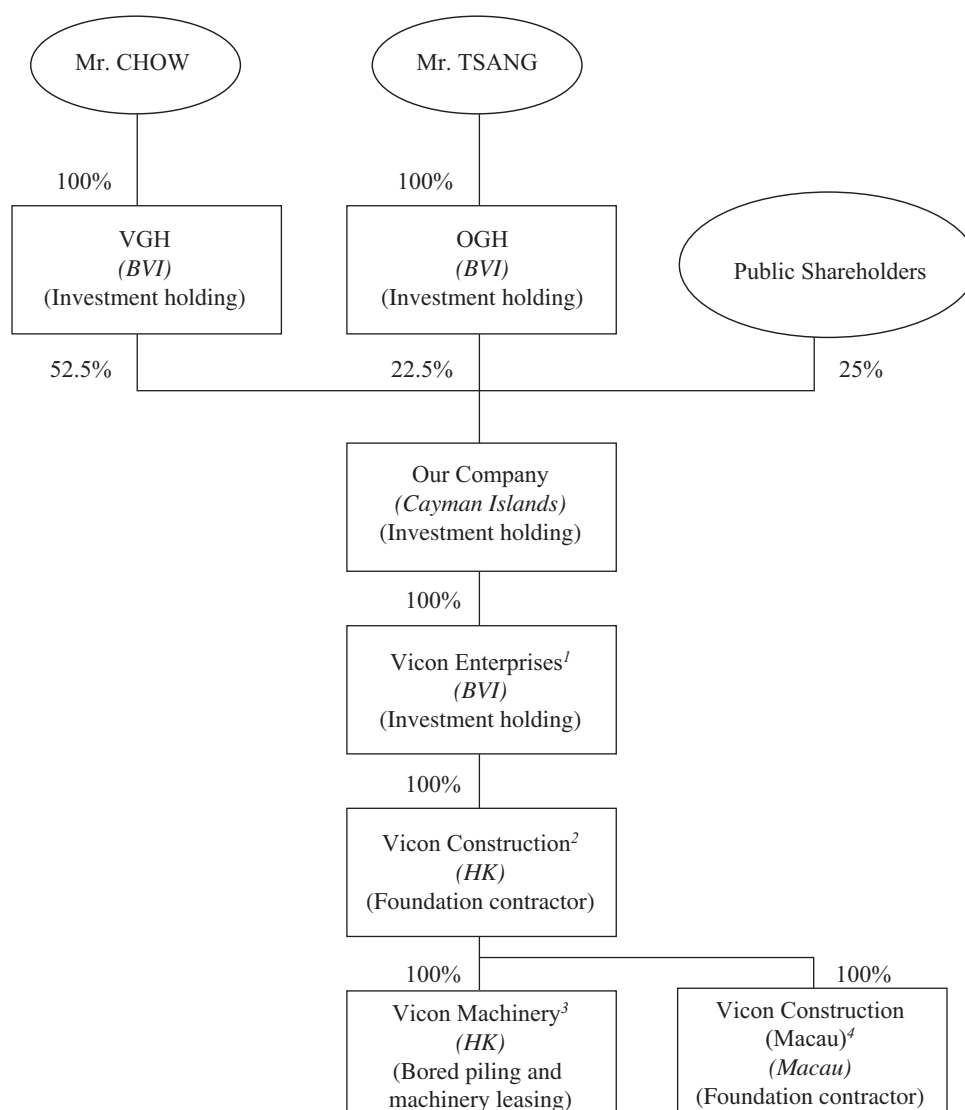 Mr. CHOW
Mr. TSANG
100%
100%
VGH
(BVI)
(Investment holding)
OGH
(BVI)
(Investment holding)
Public Shareholders
52.5%
22.5%
25%
Our Company
(Cayman Islands)
(Investment holding)
100%
Vicon Enterprises¹
(BVI)
(Investment holding)
100%
Vicon Construction²
(HK)
(Foundation contractor)
100%
100%
Vicon Machinery³
(HK)
(Bored piling and
machinery leasing)
Vicon Construction
(Macau)⁴
(Macau)
(Foundation contractor)